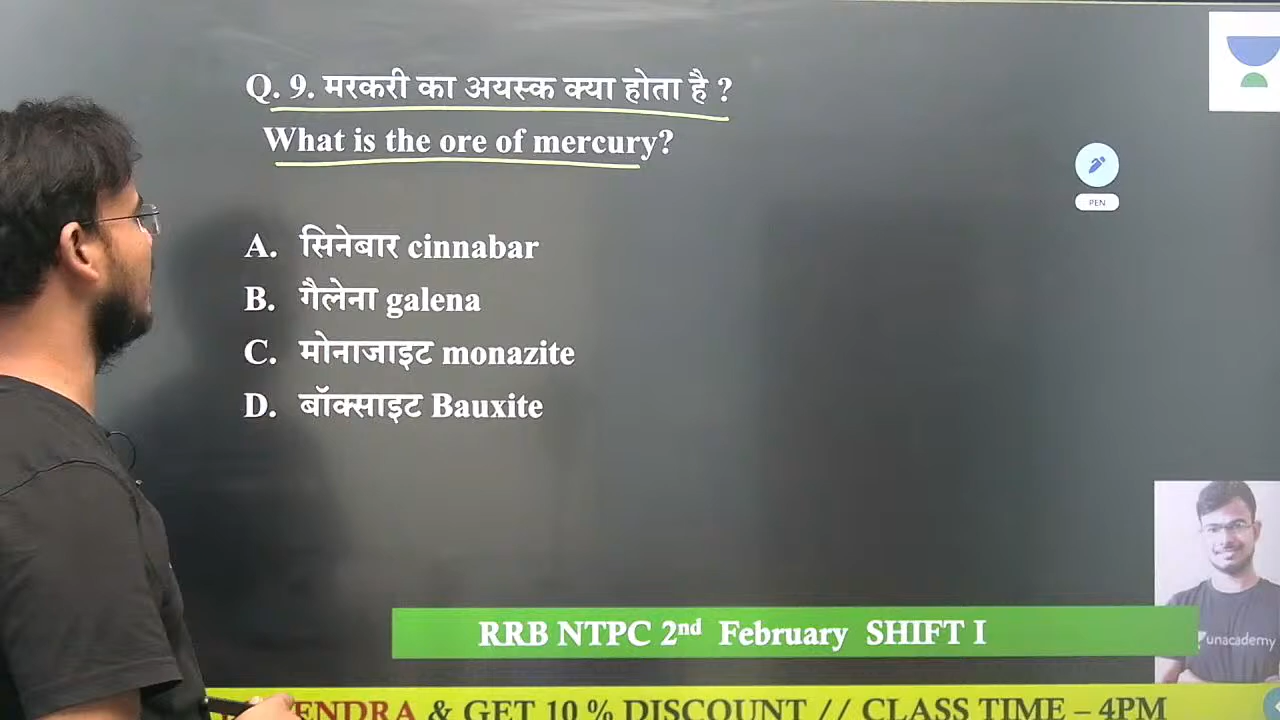 Q. 9. मरकरी का अयस्क क्या होता है ?
What is the ore of mercury?
PEN
A. सिनेबार cinnabar
B. गैलेना galena
C. मोनाजाइट monazite
D. बॉक्साइट Bauxite
RRB NTPC 2nd February SHIFT I
unacademy
& GET 10 % DISCOUNT // CLASS TIME – 4PM